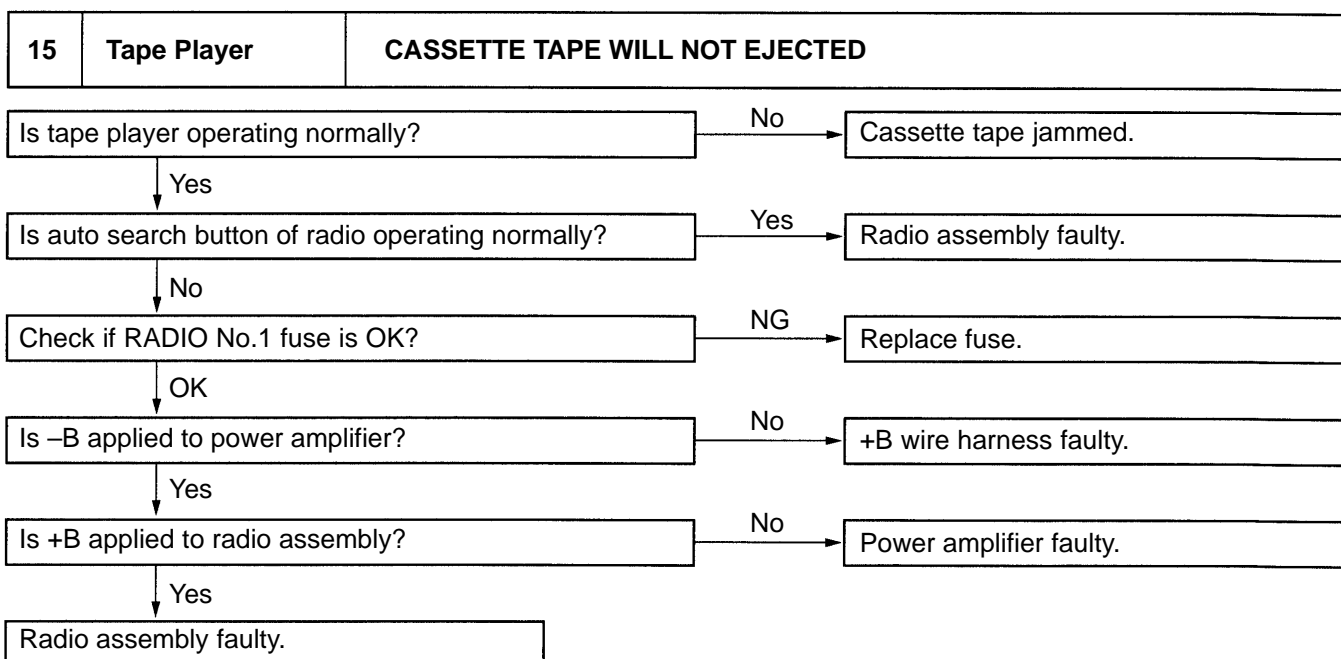 15 Tape Player CASSETTE TAPE WILL NOT EJECTED
Is tape player operating normally?
No
Cassette tape jammed.
Yes
Is auto search button of radio operating normally?
Yes
Radio assembly faulty.
No
Check if RADIO No.1 fuse is OK?
NG
Replace fuse.
OK
Is –B applied to power amplifier?
No
+B wire harness faulty.
Yes
Is +B applied to radio assembly?
No
Power amplifier faulty.
Yes
Radio assembly faulty.